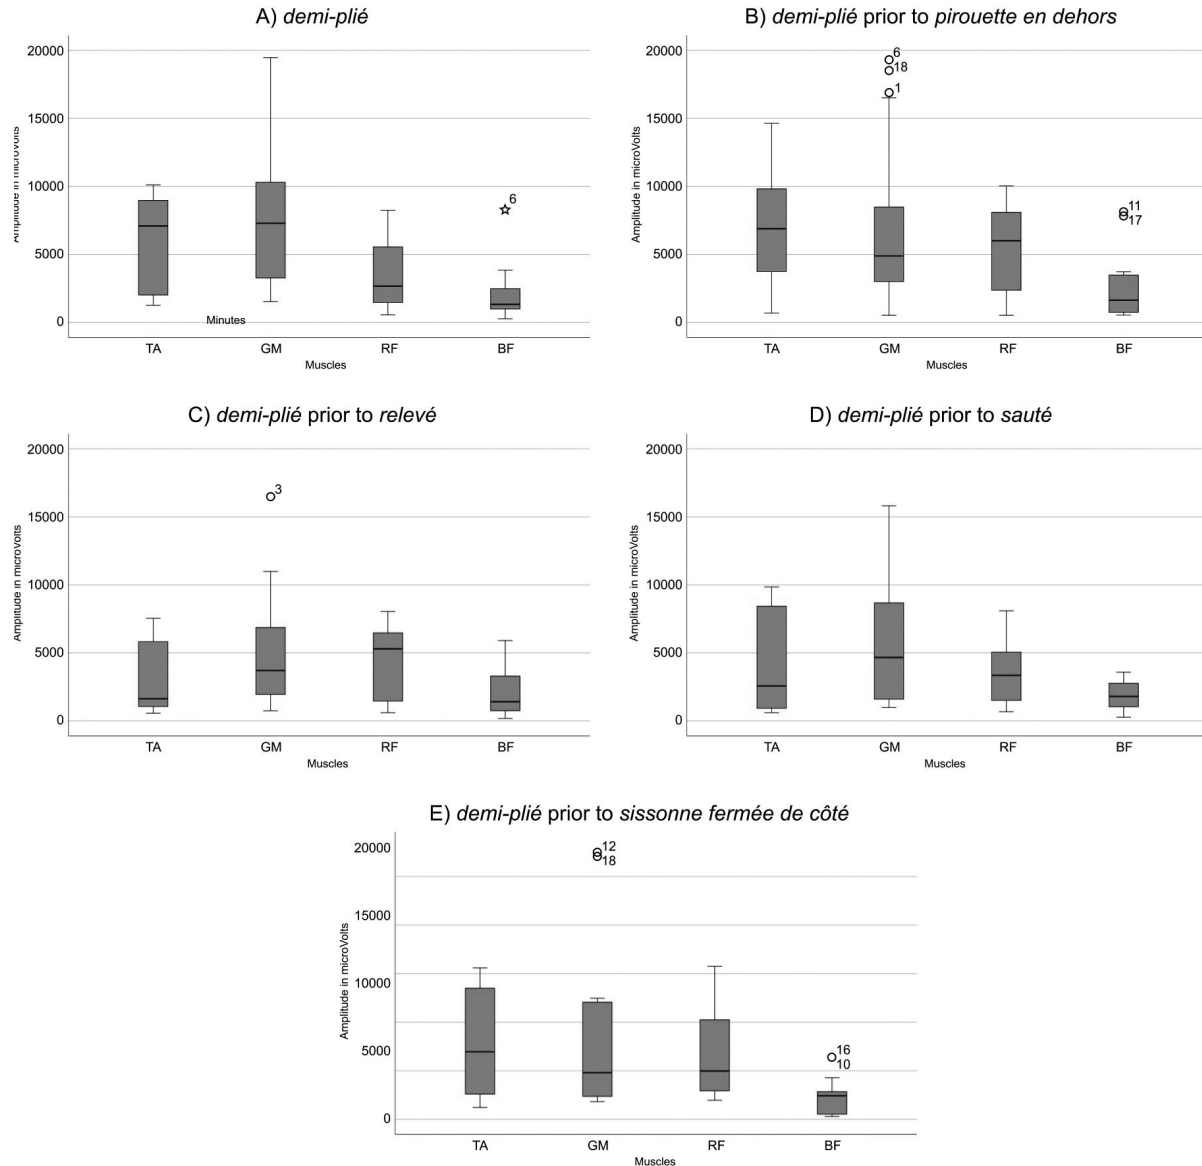 A) demi-plié
20000
15000
10000
5000
0
Amplitude in microVolts
6
Minutes
TA GM RF BF
Muscles
B) demi-plié prior to pirouette en dehors
20000
15000
10000
5000
0
Amplitude in microVolts
6
18
1
11
17
TA GM RF BF
Muscles
C) demi-plié prior to relevé
20000
15000
10000
5000
0
Amplitude in microVolts
3
TA GM RF BF
Muscles
D) demi-plié prior to sauté
20000
15000
10000
5000
0
Amplitude in microVolts
TA GM RF BF
Muscles
E) demi-plié prior to sissonne fermée de côté
20000
15000
10000
5000
0
Amplitude in microVolts
12
18
16
10
TA GM RF BF
Muscles